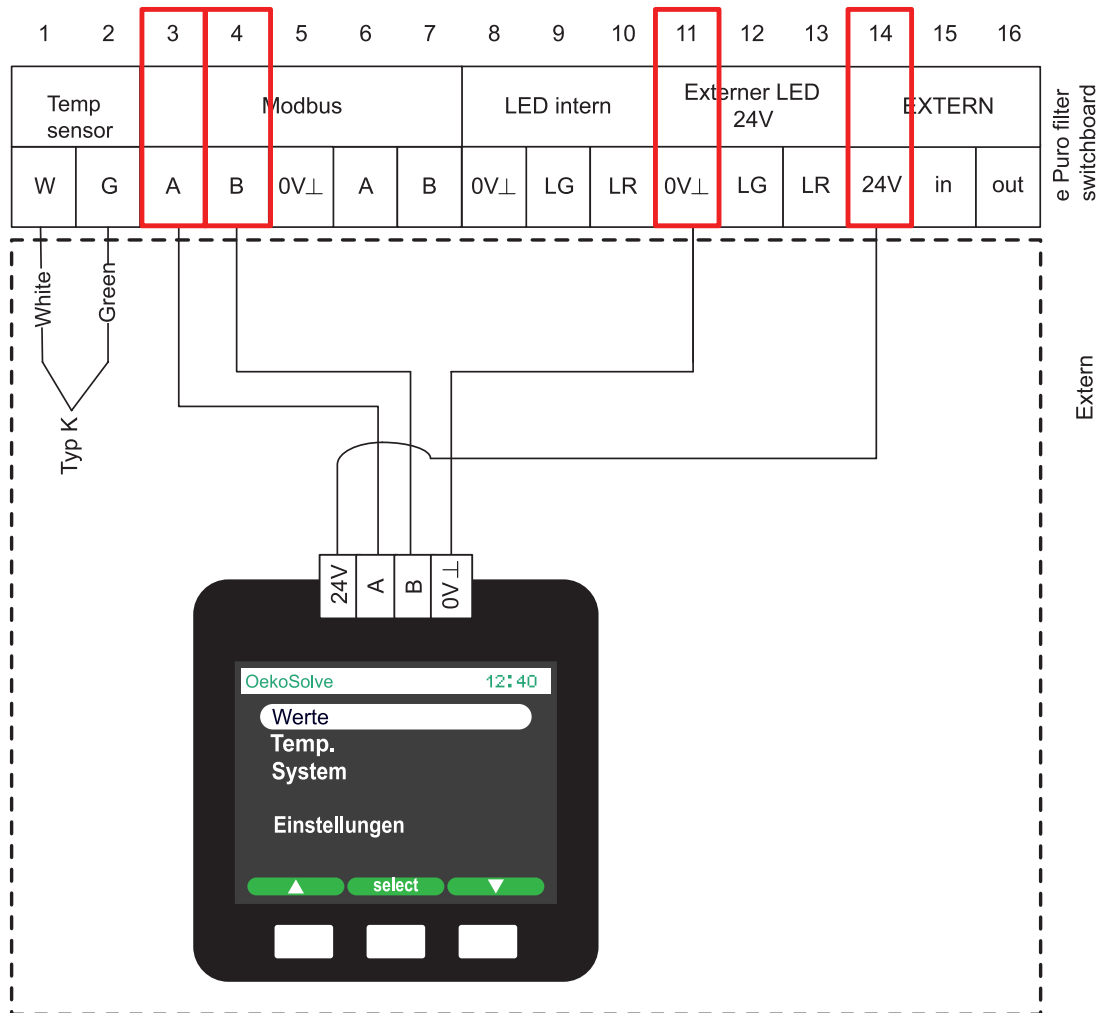 1 2 3 4 5 6 7 8 9 10 11 12 13 14 15 16
Temp sensor Modbus LED intern Externer LED 24V EXTERN
W G A B 0V⊥ A B 0V⊥ LG LR 0V⊥ LG LR 24V in out
e Puro filter
switchboard
White
Green
Typ K
Extern
24V A B 0V⊥
OekoSolve 12:40
Werte
Temp.
System
Einstellungen
▲ select ▼